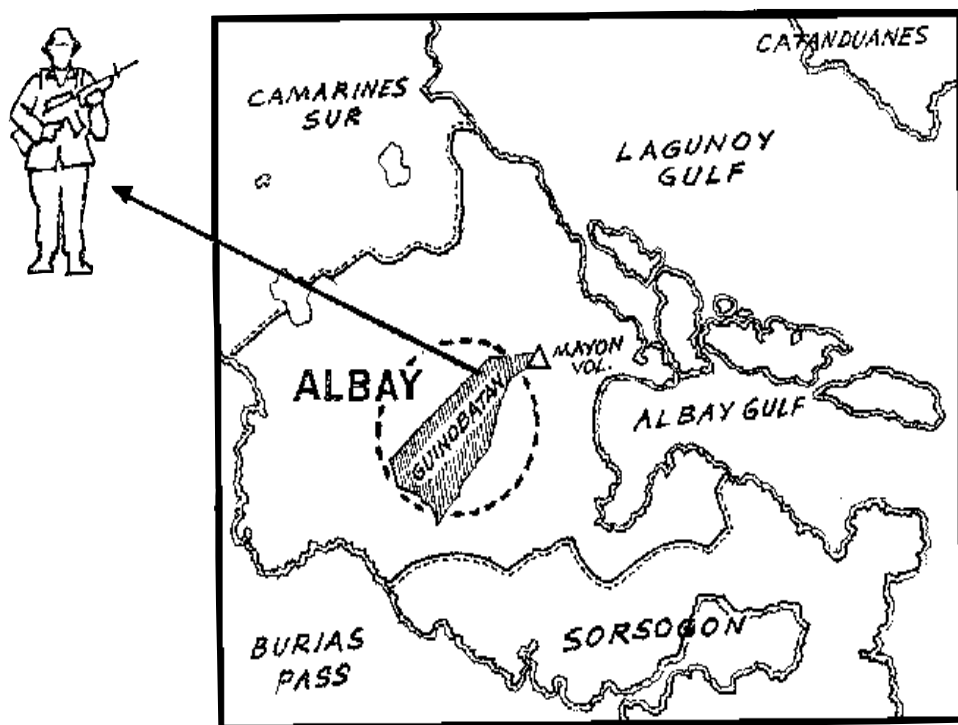 CATANDUANES
CAMARINES
SUR
LAGUNOY
GULF
MAYON
VOL.
ALBAY
GUINOBATAN
ALBAY GULF
SORSOGON
BURIAS
PASS